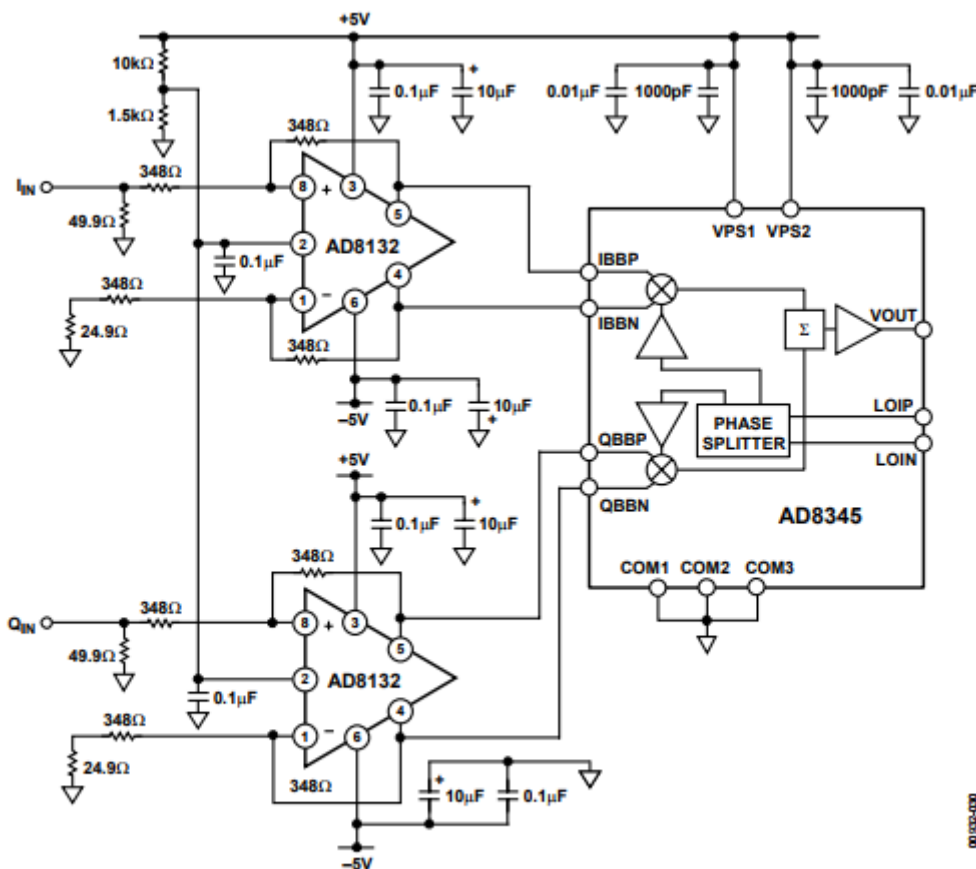 +5V
10kΩ
1.5kΩ
0.1μF
+
10μF
0.01μF
1000pF
1000pF
0.01μF
348Ω
IIN
348Ω
49.9Ω
8
+
3
5
VPS1
VPS2
2
AD8132
0.1μF
4
IBBP
348Ω
1
−
6
IBBN
VOUT
Σ
24.9Ω
348Ω
0.1μF
10μF
+
−5V
PHASE
SPLITTER
LOIP
LOIN
QBBP
QBBN
+5V
0.1μF
+
10μF
AD8345
COM1
COM2
COM3
348Ω
QIN
348Ω
49.9Ω
8
+
3
5
2
AD8132
0.1μF
4
348Ω
1
−
6
24.9Ω
348Ω
+
10μF
0.1μF
−5V